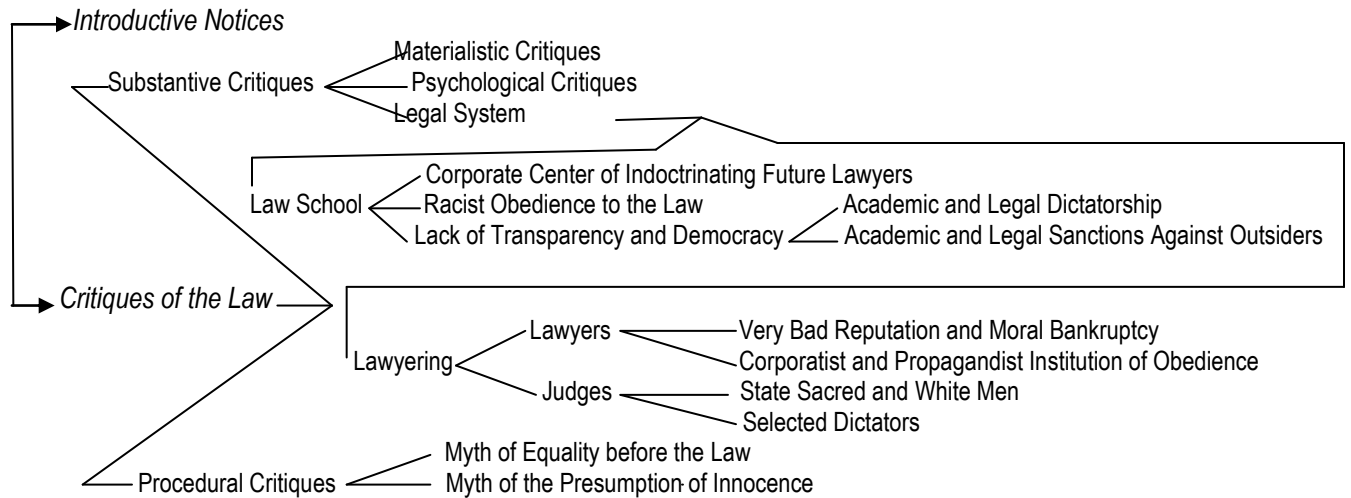 Introductive Notices
Materialistic Critiques
Substantive Critiques
Psychological Critiques
Legal System
Corporate Center of Indoctrinating Future Lawyers
Law School
Racist Obedience to the Law
Academic and Legal Dictatorship
Lack of Transparency and Democracy
Academic and Legal Sanctions Against Outsiders
Critiques of the Law
Lawyers
Very Bad Reputation and Moral Bankruptcy
Lawyering
Corporatist and Propagandist Institution of Obedience
Judges
State Sacred and White Men
Selected Dictators
Myth of Equality before the Law
Procedural Critiques
Myth of the Presumption of Innocence